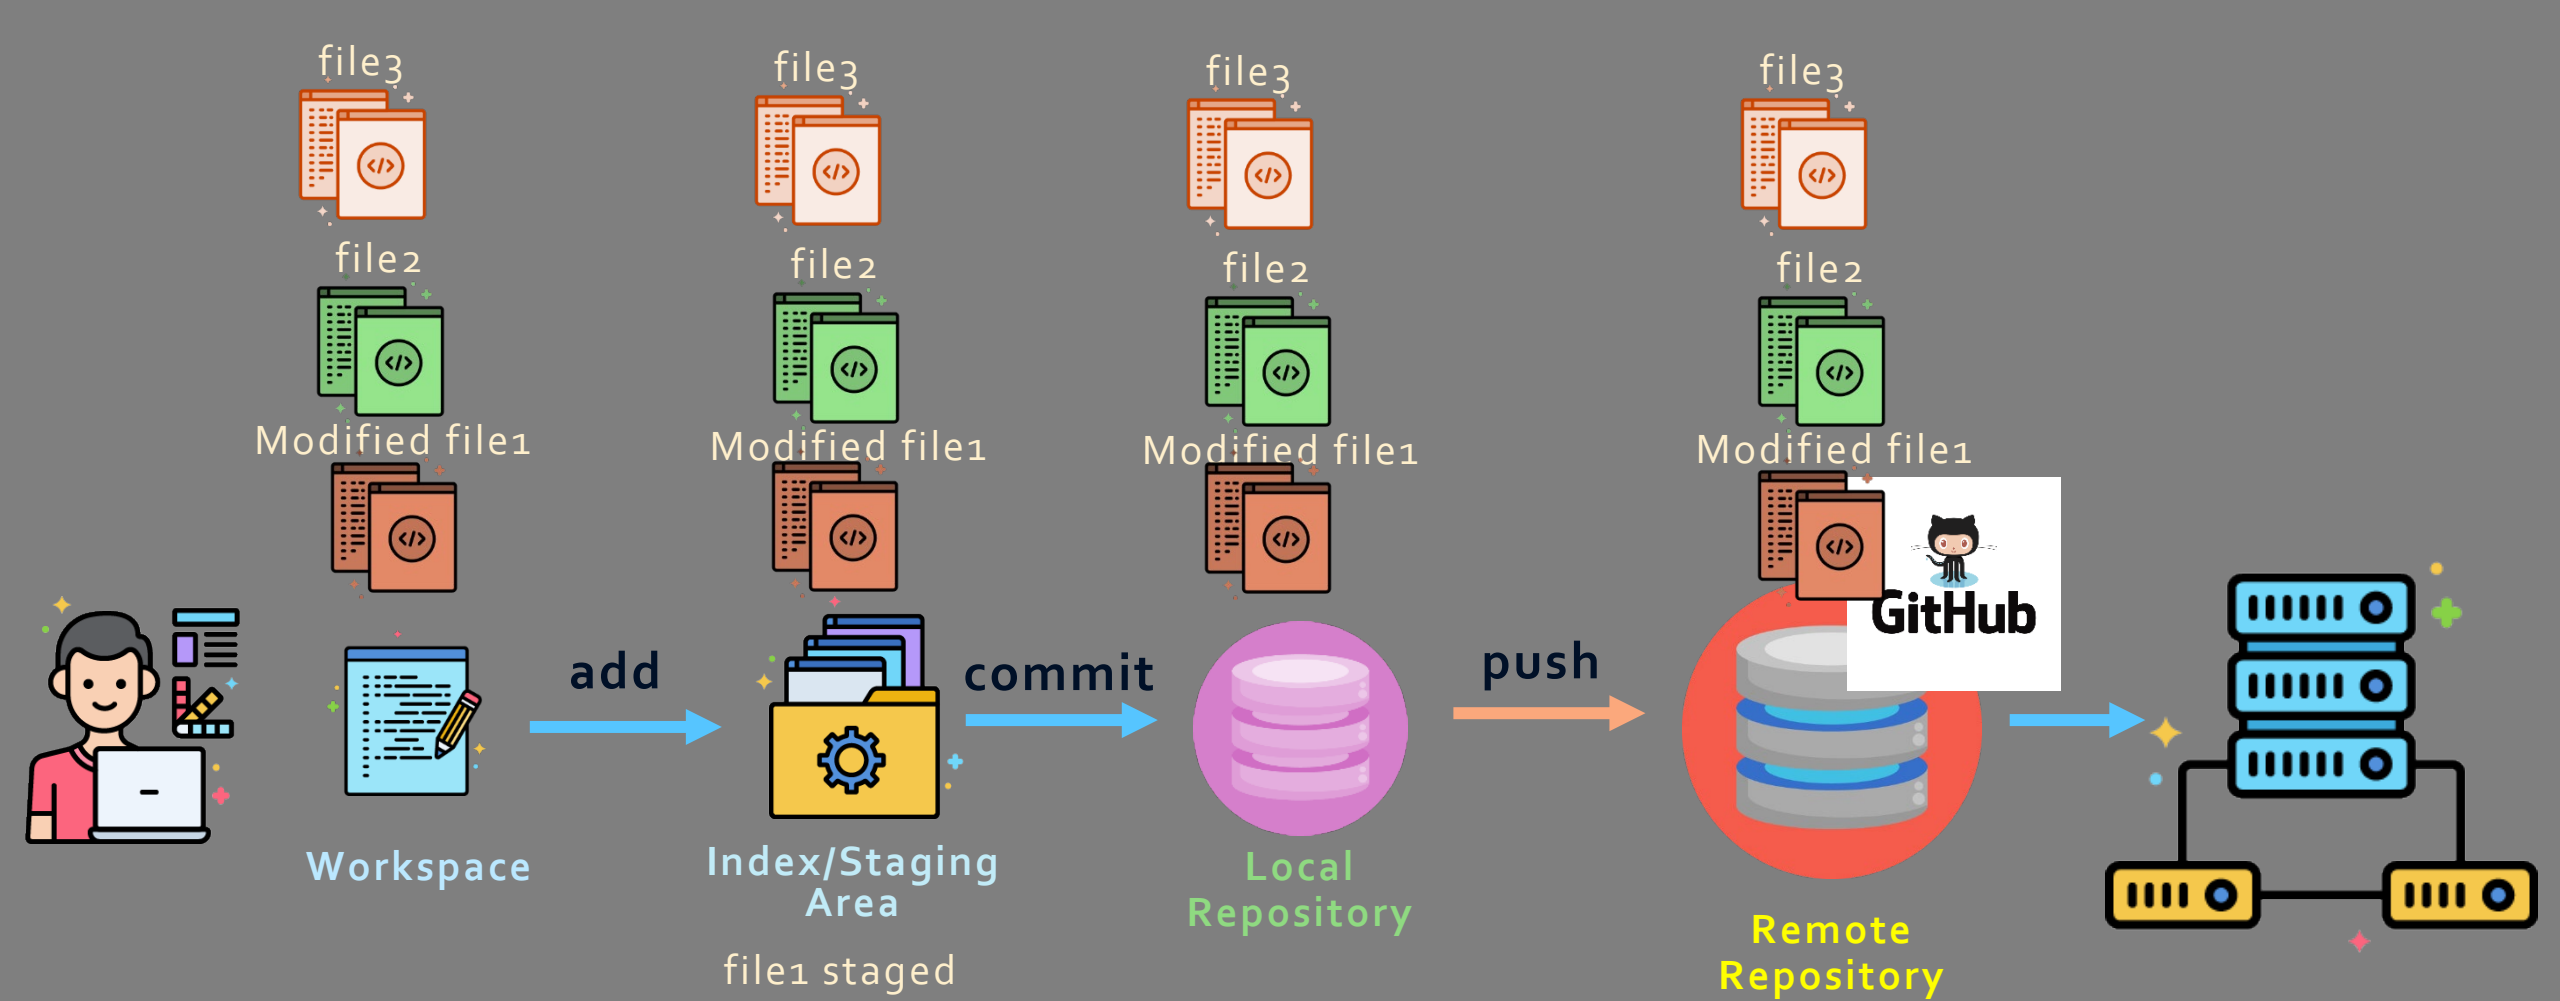 file3
file3
file3
file3
file2
file2
file2
file2
Modified file1
Modified file1
Modified file1
Modified file1
GitHub
add
commit
push
Workspace
Index/Staging
Area
Local
Repository
Remote
Repository
file1 staged